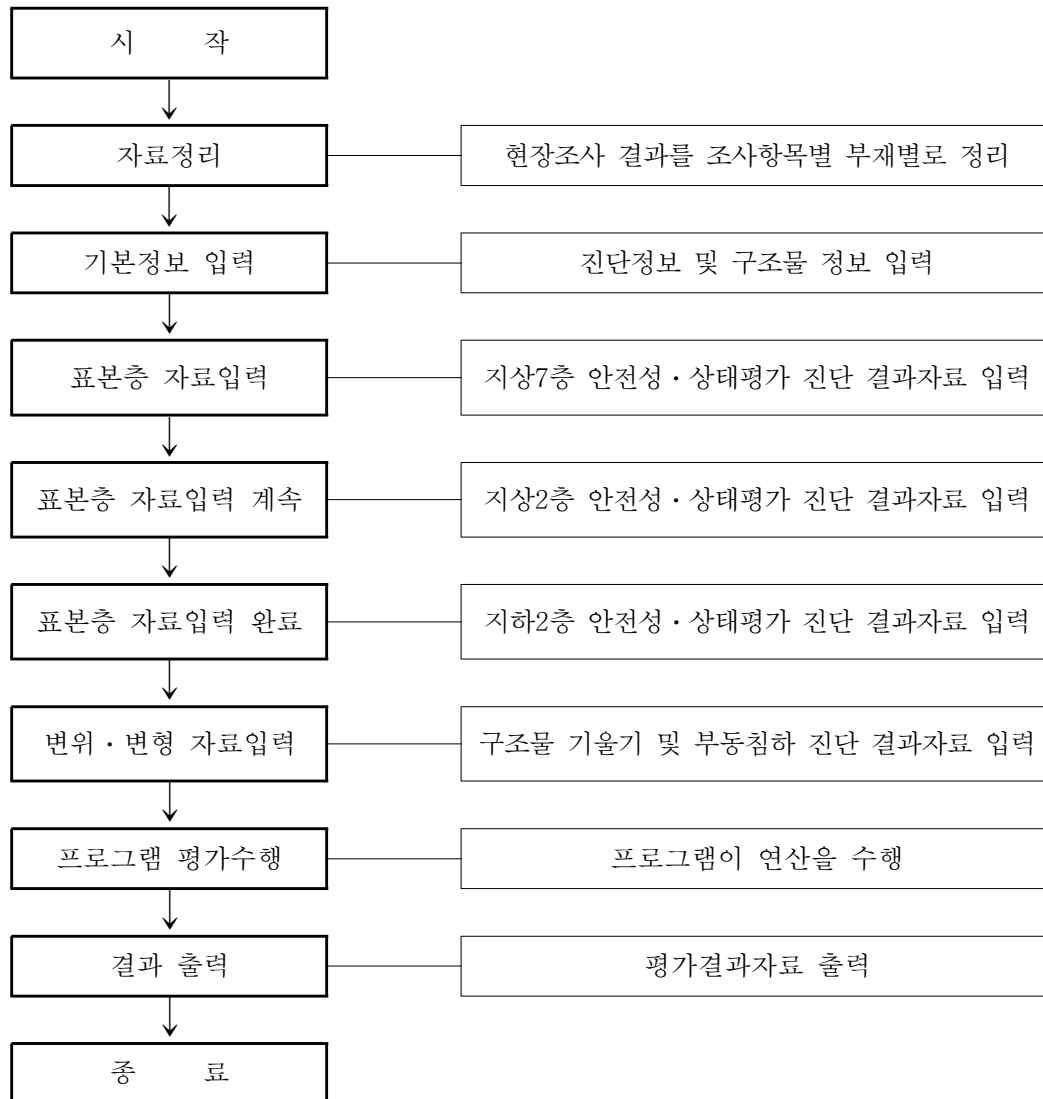 시 작
자료정리
현장조사 결과를 조사항목별 부재별로 정리
기본정보 입력
진단정보 및 구조물 정보 입력
표본층 자료입력
지상7층 안전성·상태평가 진단 결과자료 입력
표본층 자료입력 계속
지상2층 안전성·상태평가 진단 결과자료 입력
표본층 자료입력 완료
지하2층 안전성·상태평가 진단 결과자료 입력
변위·변형 자료입력
구조물 기울기 및 부동침하 진단 결과자료 입력
프로그램 평가수행
프로그램이 연산을 수행
결과 출력
평가결과자료 출력
종 료